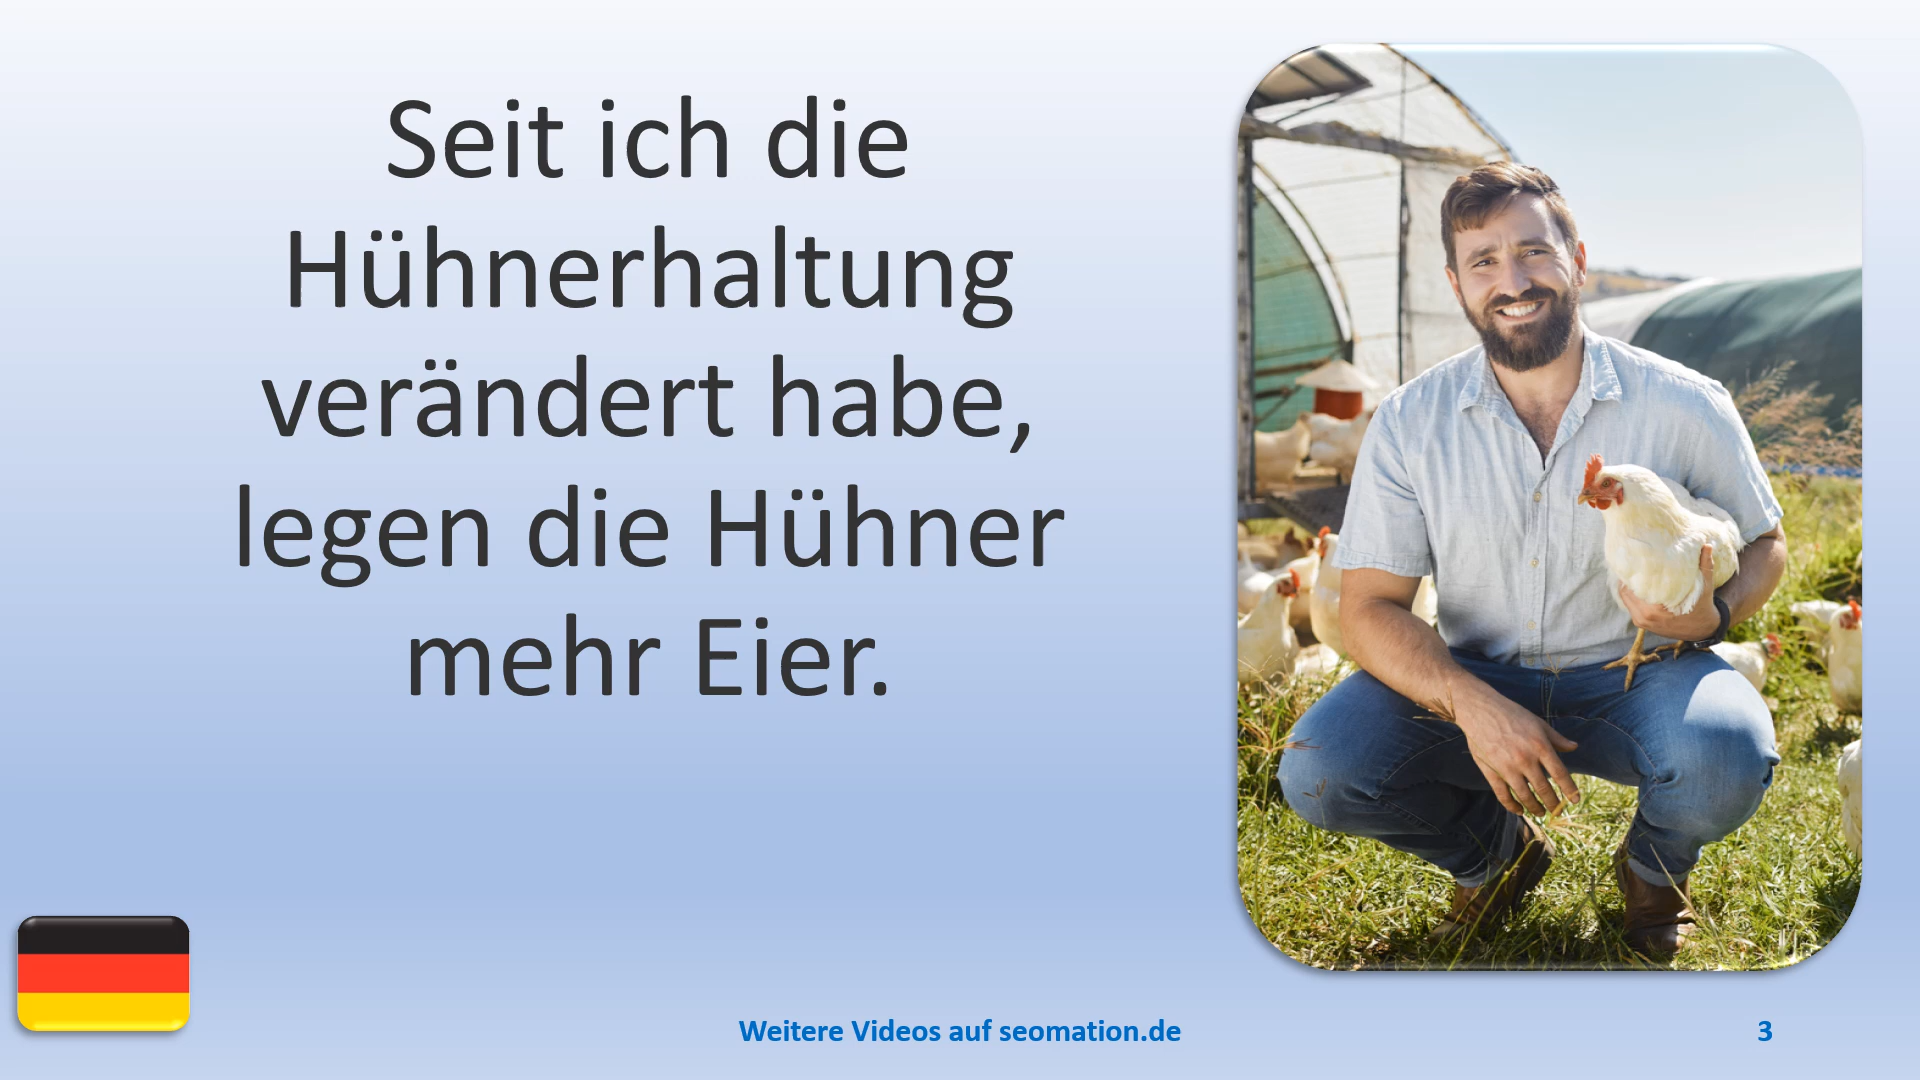 Seit ich die
Hühnerhaltung
verändert habe,
legen die Hühner
mehr Eier.
Weitere Videos auf seomation.de
3